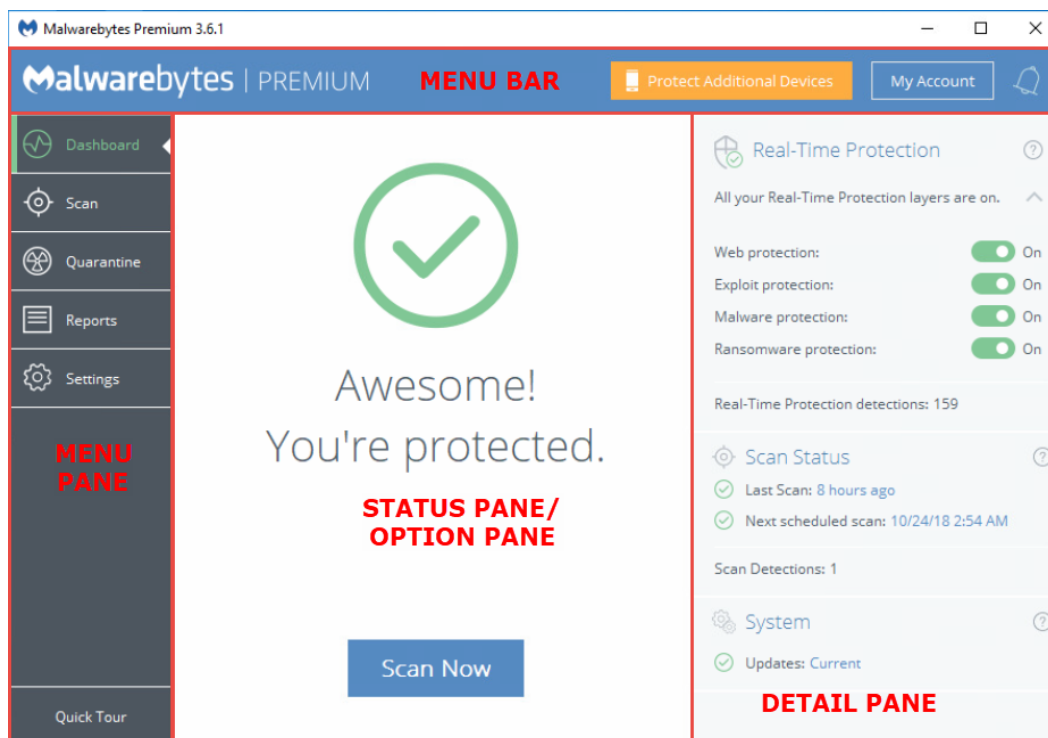 Malwarebytes Premium 3.6.1
Malwarebytes | PREMIUM
MENU BAR
Protect Additional Devices
My Account
Dashboard
Scan
Quarantine
Reports
Settings
MENU
PANE
Quick Tour
Awesome!
You're protected.
STATUS PANE/
OPTION PANE
Scan Now
Real-Time Protection
?
All your Real-Time Protection layers are on.
Web protection: On
Exploit protection: On
Malware protection: On
Ransomware protection: On
Real-Time Protection detections: 159
Scan Status
?
Last Scan: 8 hours ago
Next scheduled scan: 10/24/18 2:54 AM
Scan Detections: 1
System
?
Updates: Current
DETAIL PANE